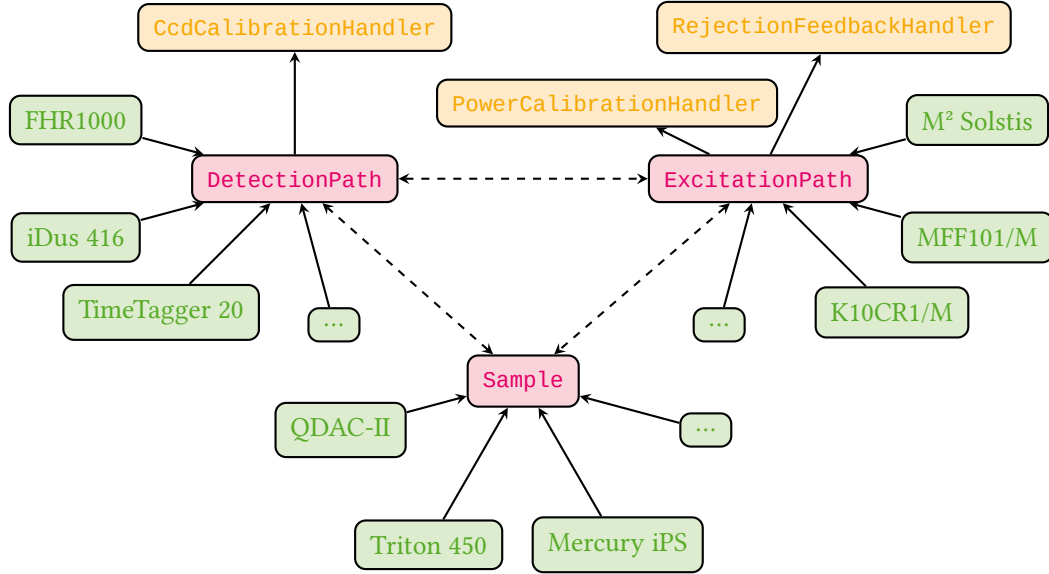 CcdCalibrationHandler
RejectionFeedbackHandler
PowerCalibrationHandler
FHR1000
M² Solstis
DetectionPath
ExcitationPath
iDus 416
MFF101/M
TimeTagger 20
...
...
K10CR1/M
Sample
QDAC-II
...
Triton 450
Mercury iPS